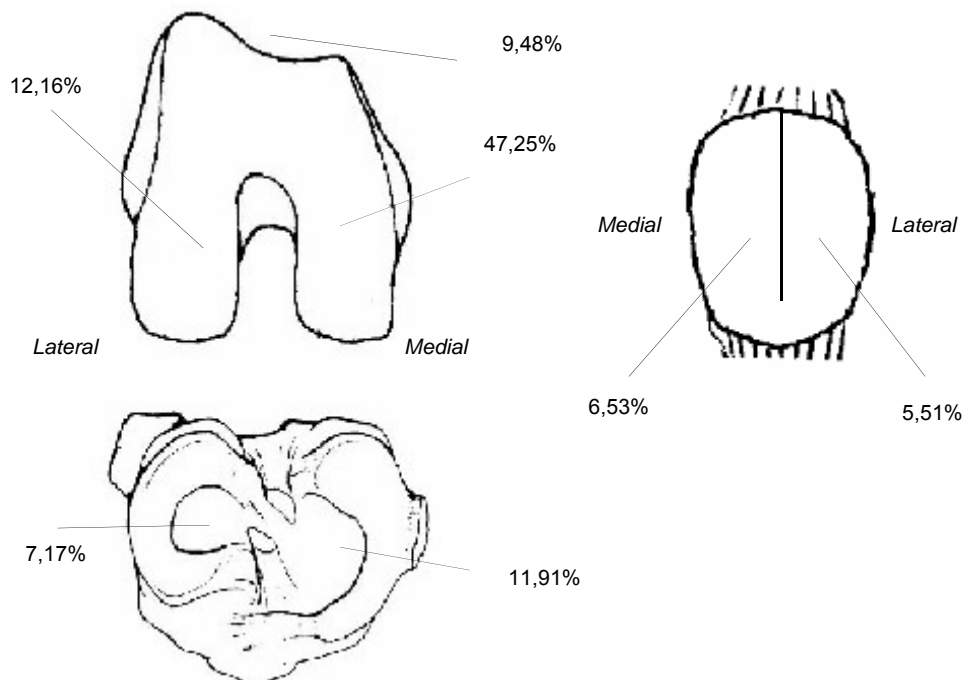 9,48%
12,16%
47,25%
Medial
Lateral
Lateral
Medial
6,53%
5,51%
7,17%
11,91%